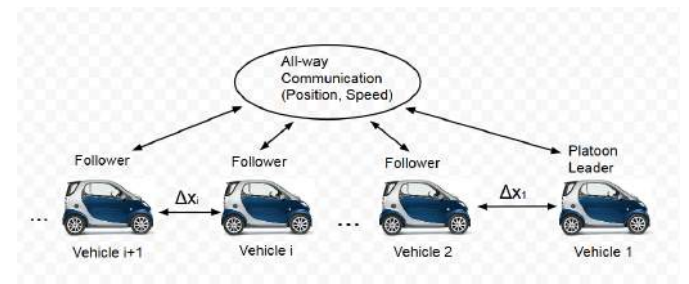 All-way
Communication
(Position, Speed)
Follower
Follower
Follower
Platoon
Leader
Δxi
Δx1
...
...
Vehicle i+1
Vehicle i
Vehicle 2
Vehicle 1